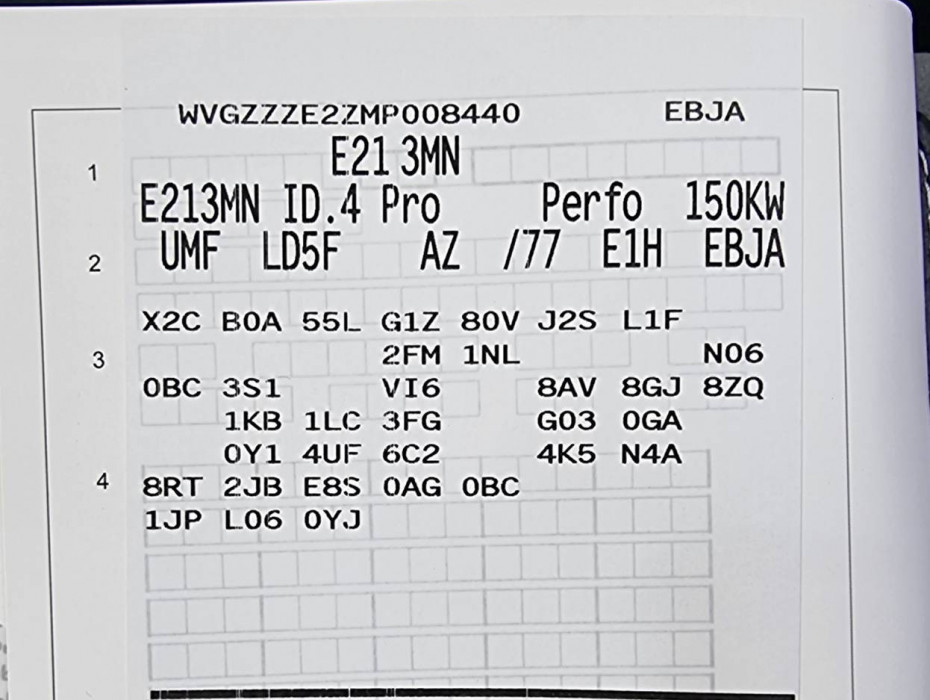 WVGZZZE2ZMP008440 EBJA
1 E21 3MN
E213MN ID.4 Pro Perfo 150KW
2 UMF LD5F AZ /77 E1H EBJA
X2C B0A 55L G1Z 80V J2S L1F
3 2FM 1NL N06
0BC 3S1 VI6 8AV 8GJ 8ZQ
1KB 1LC 3FG G03 0GA
0Y1 4UF 6C2 4K5 N4A
4 8RT 2JB E8S 0AG 0BC
1JP L06 0YJ